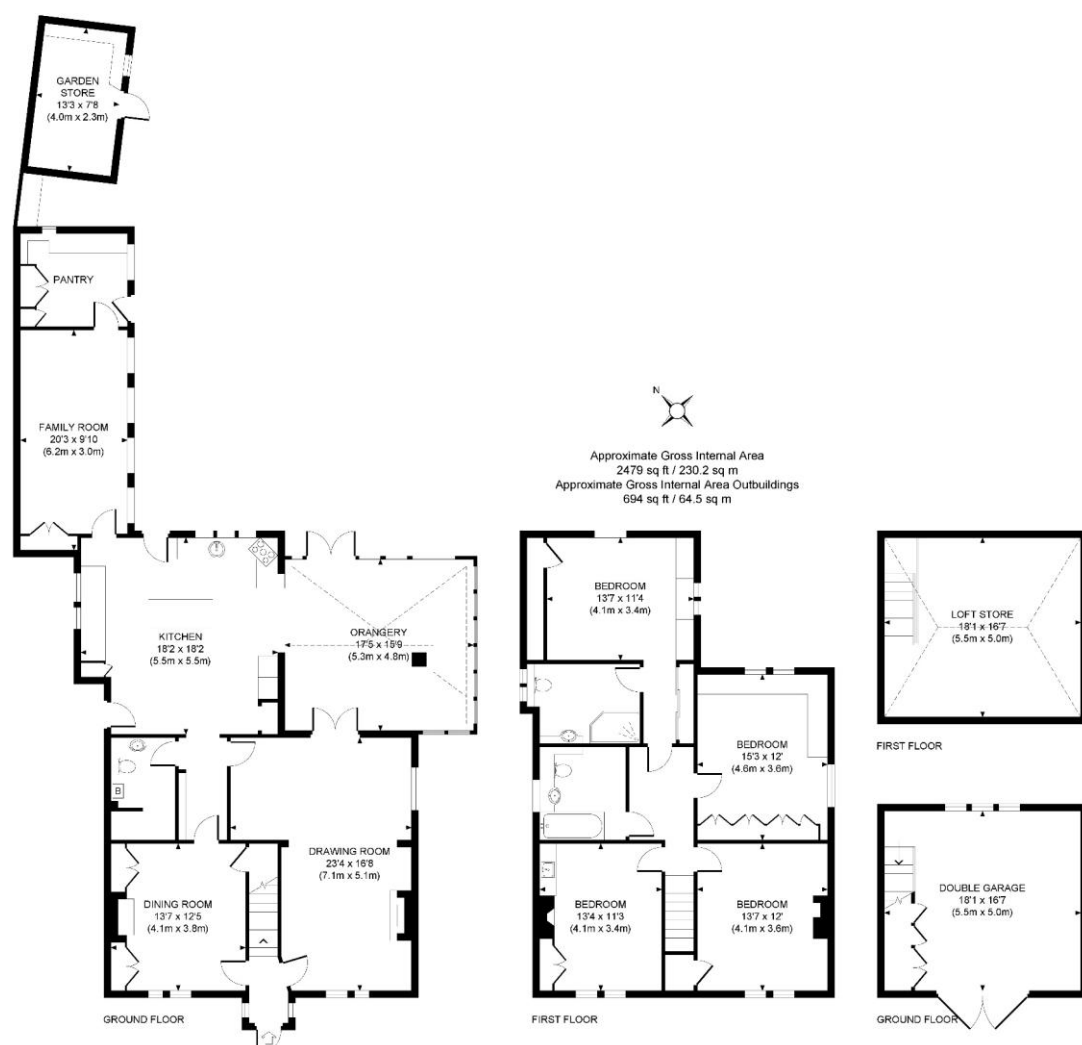 GARDEN
STORE
13'3 x 7'8
(4.0m x 2.3m)
PANTRY
FAMILY ROOM
20'3 x 9'10
(6.2m x 3.0m)
KITCHEN
18'2 x 18'2
(5.5m x 5.5m)
ORANGERY
17'5 x 15'9
(5.3m x 4.8m)
B
DRAWING ROOM
23'4 x 16'8
(7.1m x 5.1m)
DINING ROOM
13'7 x 12'5
(4.1m x 3.8m)
GROUND FLOOR
N
Approximate Gross Internal Area
2479 sq ft / 230.2 sq m
Approximate Gross Internal Area Outbuildings
694 sq ft / 64.5 sq m
BEDROOM
13'7 x 11'4
(4.1m x 3.4m)
BEDROOM
15'3 x 12'
(4.6m x 3.6m)
BEDROOM
13'4 x 11'3
(4.1m x 3.4m)
BEDROOM
13'7 x 12'
(4.1m x 3.6m)
FIRST FLOOR
LOFT STORE
18'1 x 16'7
(5.5m x 5.0m)
FIRST FLOOR
DOUBLE GARAGE
18'1 x 16'7
(5.5m x 5.0m)
GROUND FLOOR